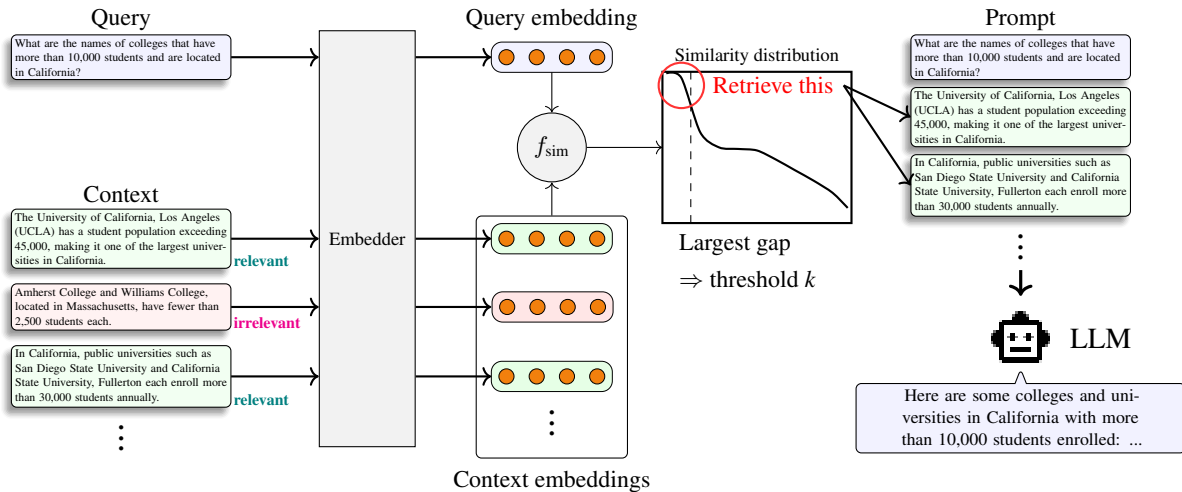 Query
What are the names of colleges that have
more than 10,000 students and are located
in California?
Context
The University of California, Los Angeles
(UCLA) has a student population exceeding
45,000, making it one of the largest univer-
sities in California.
relevant
Amherst College and Williams College,
located in Massachusetts, have fewer than
2,500 students each.
irrelevant
In California, public universities such as
San Diego State University and California
State University, Fullerton each enroll more
than 30,000 students annually.
relevant
⋮
Embedder
Query embedding
f_sim
⋮
Context embeddings
Similarity distribution
Retrieve this
Largest gap
⇒ threshold k
Prompt
What are the names of colleges that have
more than 10,000 students and are located
in California?
The University of California, Los Angeles
(UCLA) has a student population exceeding
45,000, making it one of the largest univer-
sities in California.
In California, public universities such as
San Diego State University and California
State University, Fullerton each enroll more
than 30,000 students annually.
⋮
LLM
Here are some colleges and uni-
versities in California with more
than 10,000 students enrolled: ...